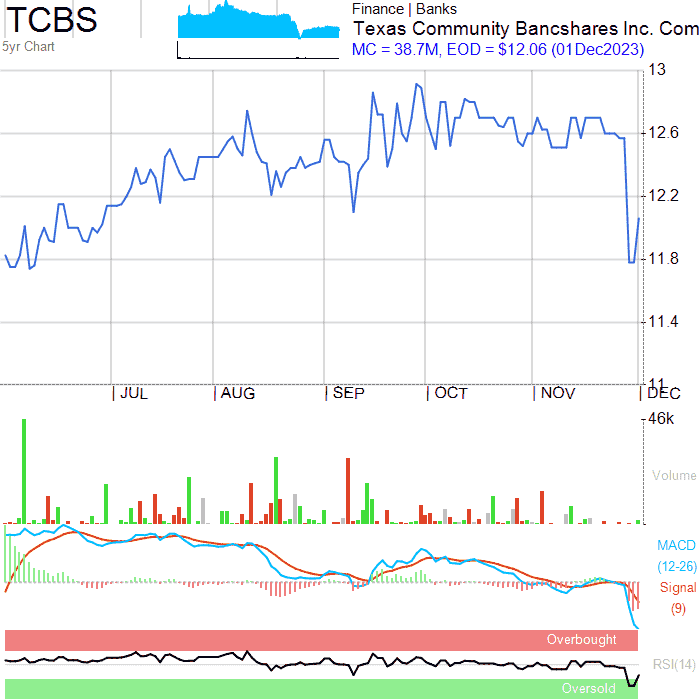 TCBS
5yr Chart
Finance | Banks
Texas Community Bancshares Inc. Com
MC = 38.7M, EOD = $12.06 (01Dec2023)
13
12.6
12.2
11.8
11.4
11
JUL AUG SEP OCT NOV DEC
46k
Volume
MACD
(12-26)
Signal
(9)
Overbought
RSI(14)
Oversold